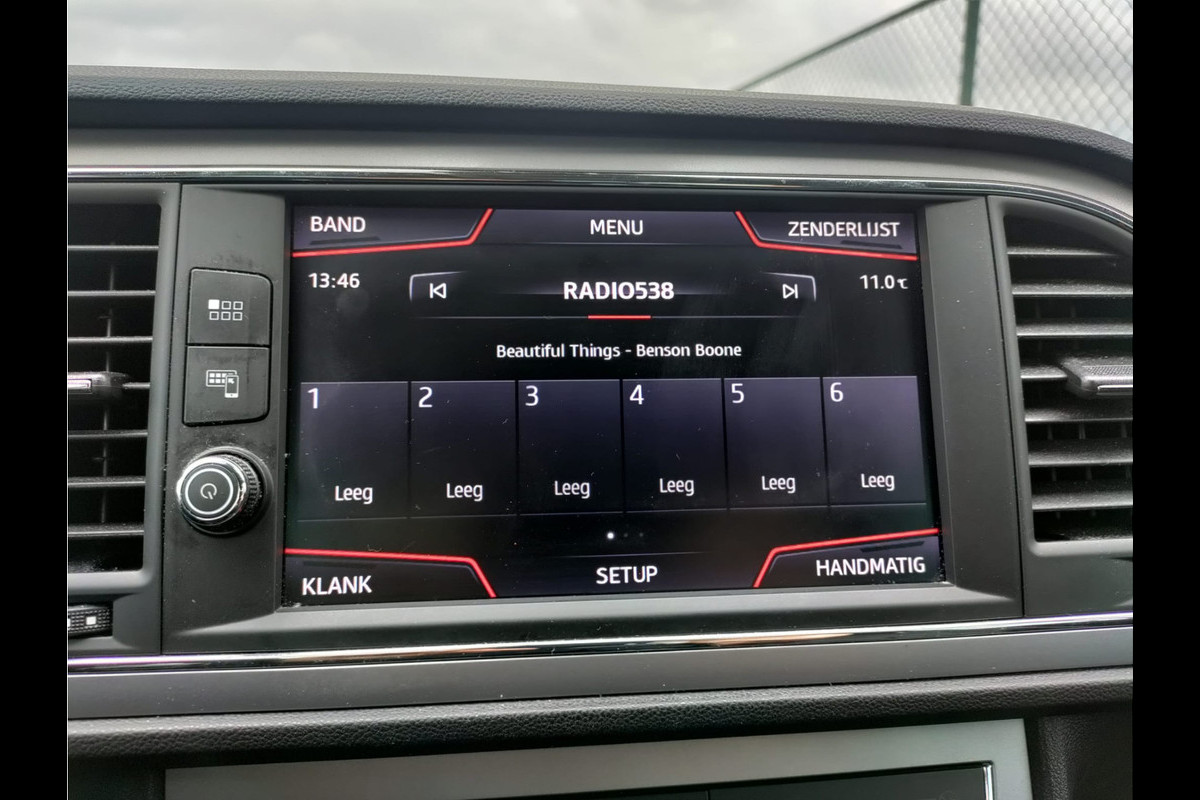 BAND MENU ZENDERLIJST
13:46 RADIO538 11.0℃
Beautiful Things - Benson Boone
1 2 3 4 5 6
Leeg Leeg Leeg Leeg Leeg Leeg
KLANK SETUP HANDMATIG